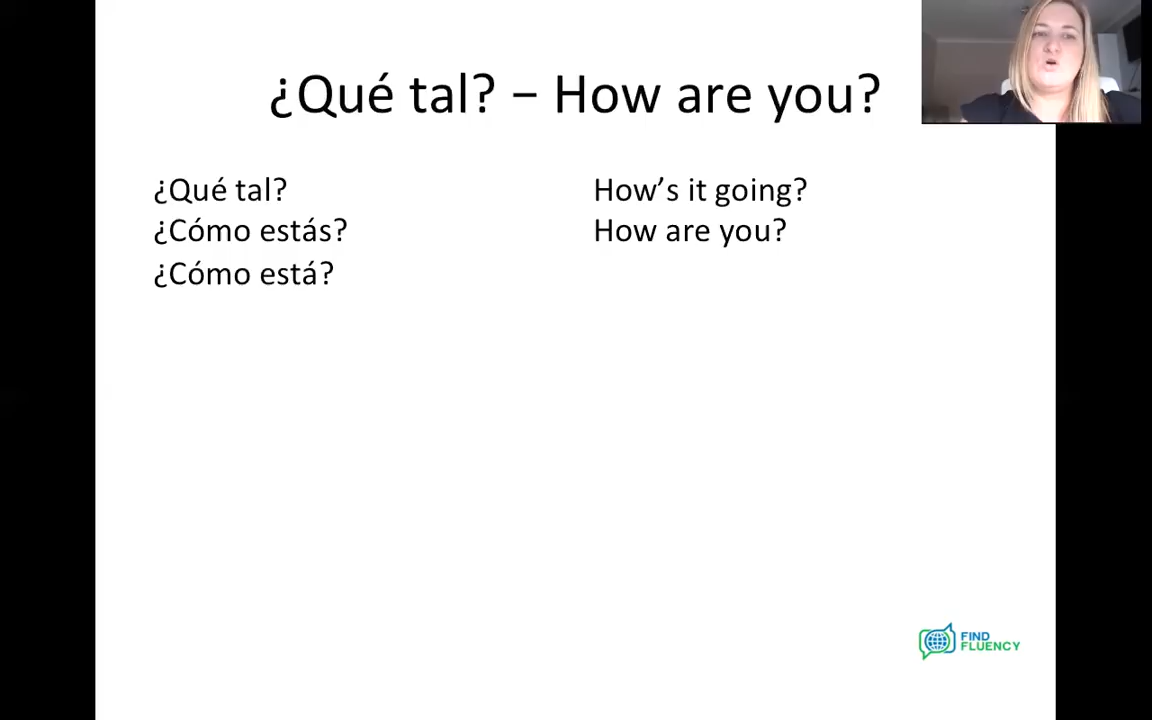 ¿Qué tal? – How are you?
¿Qué tal? How's it going?
¿Cómo estás? How are you?
¿Cómo está?
FIND
FLUENCY